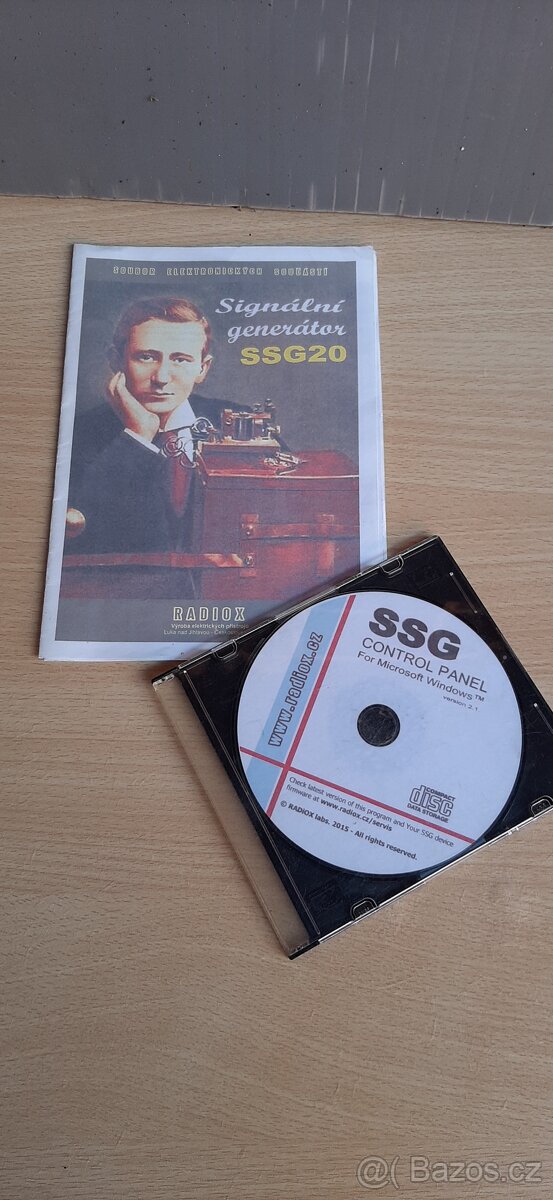 SOUBOR ELEKTRONICKÝCH SOUČÁSTÍ
Signální
generátor
SSG20
RADIOX
Výroba elektrických přístrojů
Luka nad Jihlavou -
SSG
CONTROL PANEL
For Microsoft Windows™
version 2.1
www.radiox.cz
COMPACT
disc
DATA STORAGE
Check latest version of this program and Your SSG device
firmware at www.radiox.cz/servis
© RADiOX labs. 2015 - All rights reserved.
@( Bazos.cz